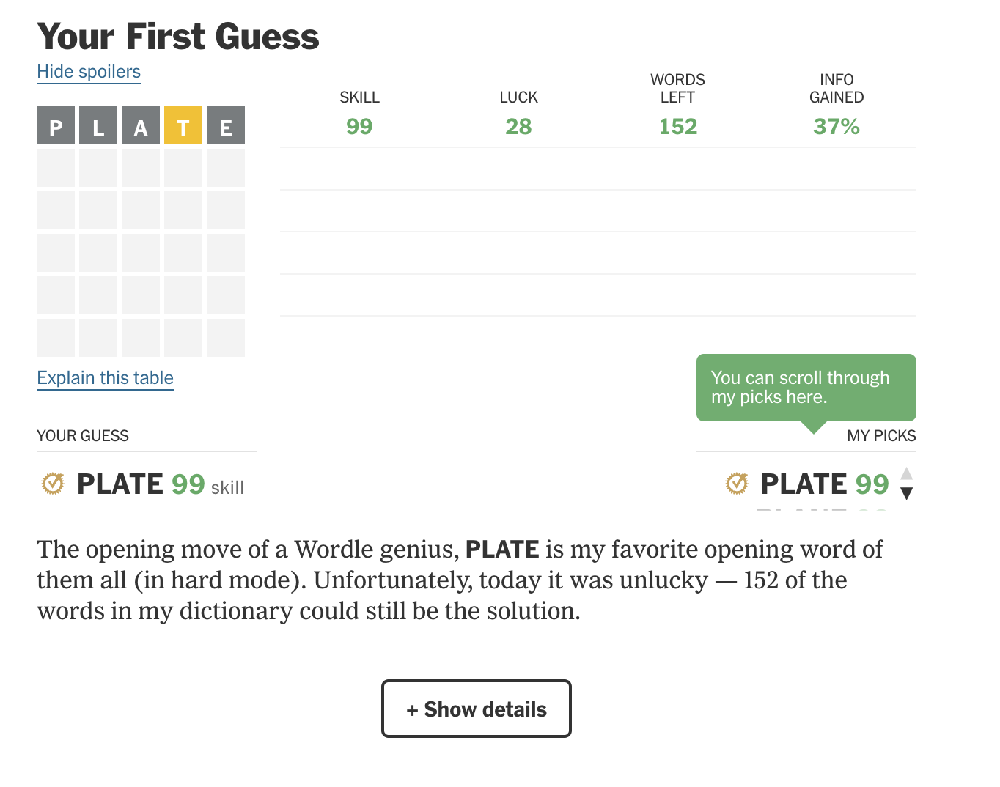 Your First Guess
Hide spoilers
SKILL
LUCK
WORDS
LEFT
INFO
GAINED
P L A T E
99
28
152
37%
Explain this table
You can scroll through
my picks here.
YOUR GUESS
MY PICKS
PLATE 99 skill
PLATE 99
The opening move of a Wordle genius, PLATE is my favorite opening word of
them all (in hard mode). Unfortunately, today it was unlucky — 152 of the
words in my dictionary could still be the solution.
+ Show details